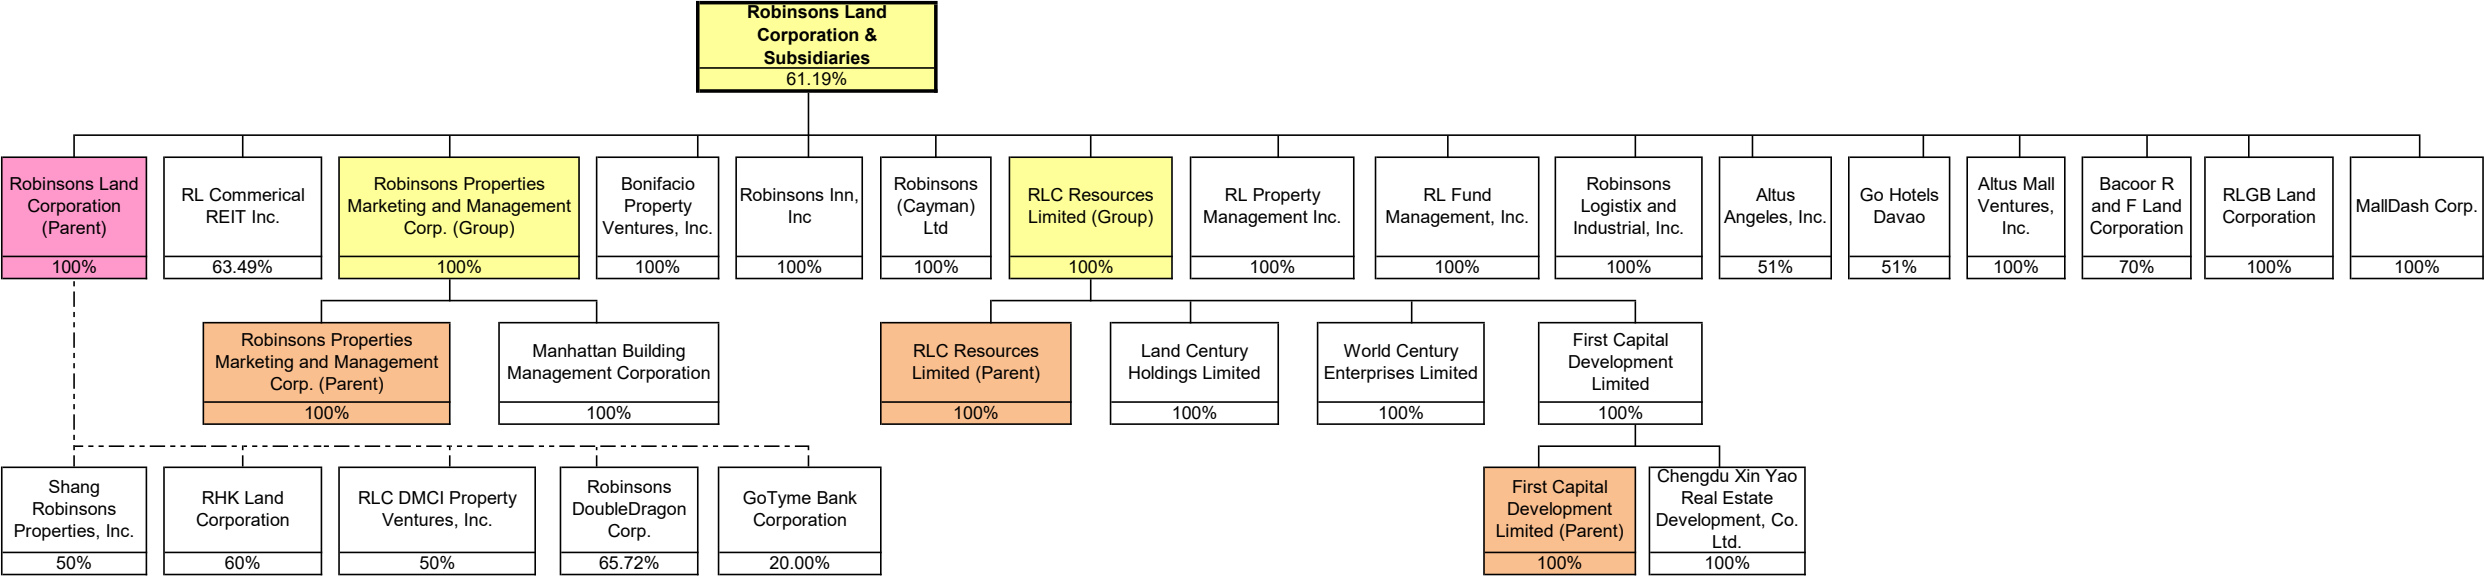 Robinsons Land
Corporation &
Subsidiaries
61.19%
Robinsons Land
Corporation
(Parent)
100%
RL Commerical
REIT Inc.
63.49%
Robinsons Properties
Marketing and Management
Corp. (Group)
100%
Bonifacio
Property
Ventures, Inc.
100%
Robinsons Inn,
Inc
100%
Robinsons
(Cayman)
Ltd
100%
RLC Resources
Limited (Group)
100%
RL Property
Management Inc.
100%
RL Fund
Management, Inc.
100%
Robinsons
Logistix and
Industrial, Inc.
100%
Altus
Angeles, Inc.
51%
Go Hotels
Davao
51%
Altus Mall
Ventures,
Inc.
100%
Bacoor R
and F Land
Corporation
70%
RLGB Land
Corporation
100%
MallDash Corp.
100%
Robinsons Properties
Marketing and Management
Corp. (Parent)
100%
Manhattan Building
Management Corporation
100%
RLC Resources
Limited (Parent)
100%
Land Century
Holdings Limited
100%
World Century
Enterprises Limited
100%
First Capital
Development
Limited
100%
Shang
Robinsons
Properties, Inc.
50%
RHK Land
Corporation
60%
RLC DMCI Property
Ventures, Inc.
50%
Robinsons
DoubleDragon
Corp.
65.72%
GoTyme Bank
Corporation
20.00%
First Capital
Development
Limited (Parent)
100%
Chengdu Xin Yao
Real Estate
Development, Co.
Ltd.
100%